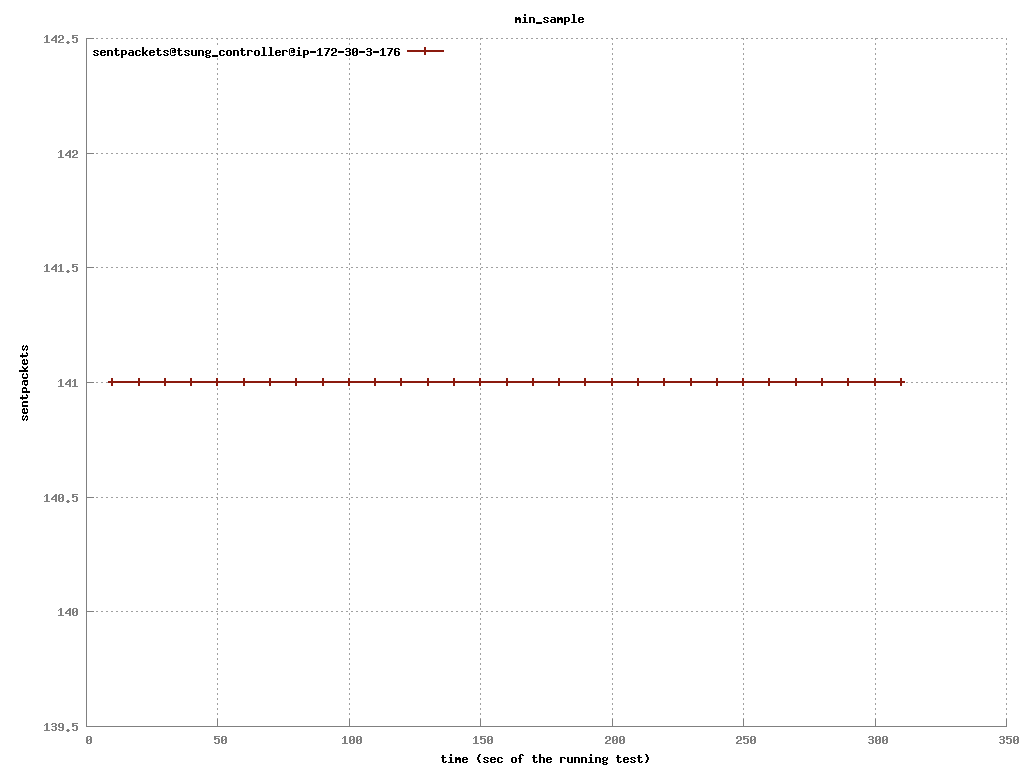 min_sample
142.5
sentpackets@tsung_controller@ip-172-30-3-176
142
141.5
sentpackets
141
140.5
140
139.5
0 50 100 150 200 250 300 350
time (sec of the running test)